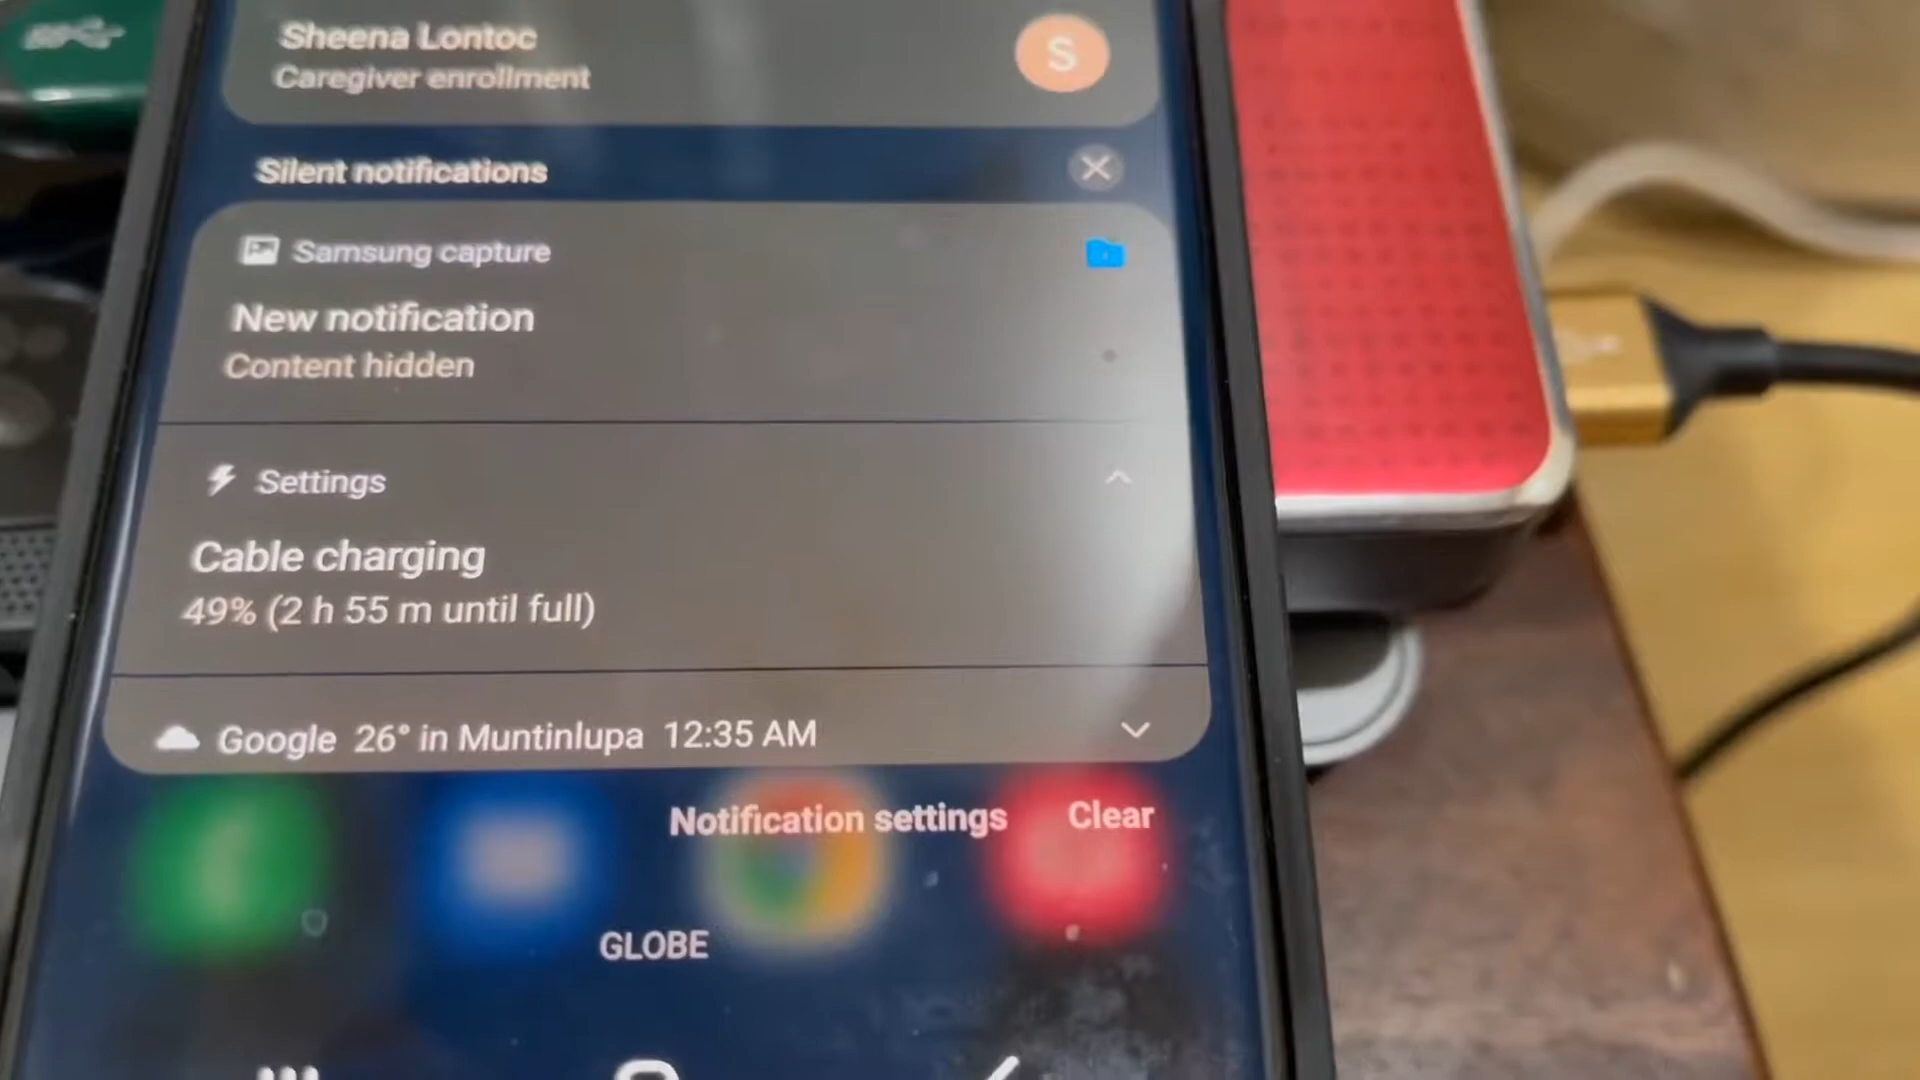 Sheena Lontoc
S
Caregiver enrollment
Silent notifications
Samsung capture
New notification
Content hidden
Settings
Cable charging
49% (2 h 55 m until full)
Google 26° in Muntinlupa 12:35 AM
Notification settings Clear
GLOBE